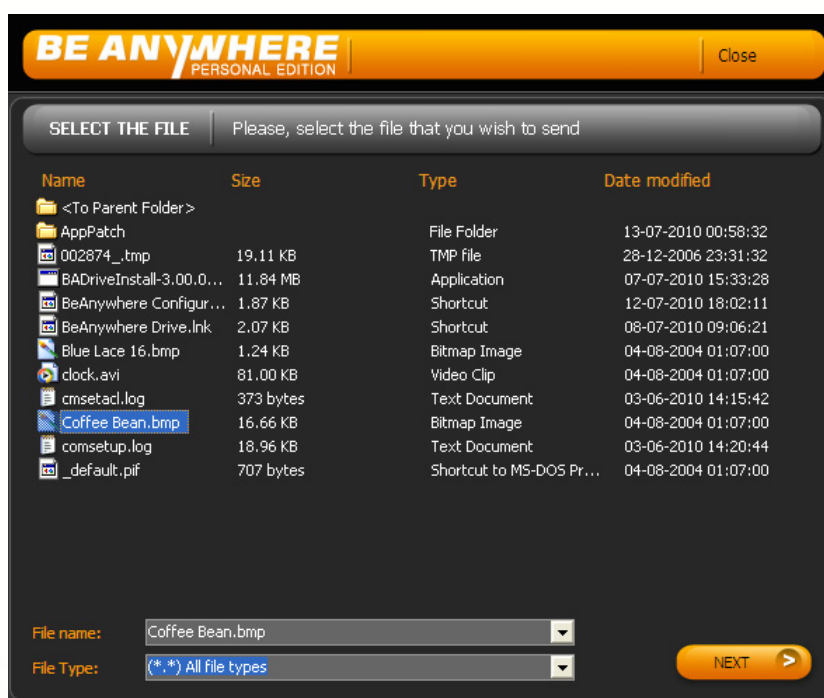 BE ANYWHERE
PERSONAL EDITION
Close
SELECT THE FILE Please, select the file that you wish to send
Name Size Type Date modified
<To Parent Folder>
AppPatch File Folder 13-07-2010 00:58:32
002874_.tmp 19.11 KB TMP file 28-12-2006 23:31:32
BADriveInstall-3.00.0... 11.84 MB Application 07-07-2010 15:33:28
BeAnywhere Configur... 1.87 KB Shortcut 12-07-2010 18:02:11
BeAnywhere Drive.lnk 2.07 KB Shortcut 08-07-2010 09:06:21
Blue Lace 16.bmp 1.24 KB Bitmap Image 04-08-2004 01:07:00
clock.avi 81.00 KB Video Clip 04-08-2004 01:07:00
cmsetacl.log 373 bytes Text Document 03-06-2010 14:15:42
Coffee Bean.bmp 16.66 KB Bitmap Image 04-08-2004 01:07:00
comsetup.log 18.96 KB Text Document 03-06-2010 14:20:44
_default.pif 707 bytes Shortcut to MS-DOS Pr... 04-08-2004 01:07:00
File name: Coffee Bean.bmp
File Type: (*.*) All file types
NEXT